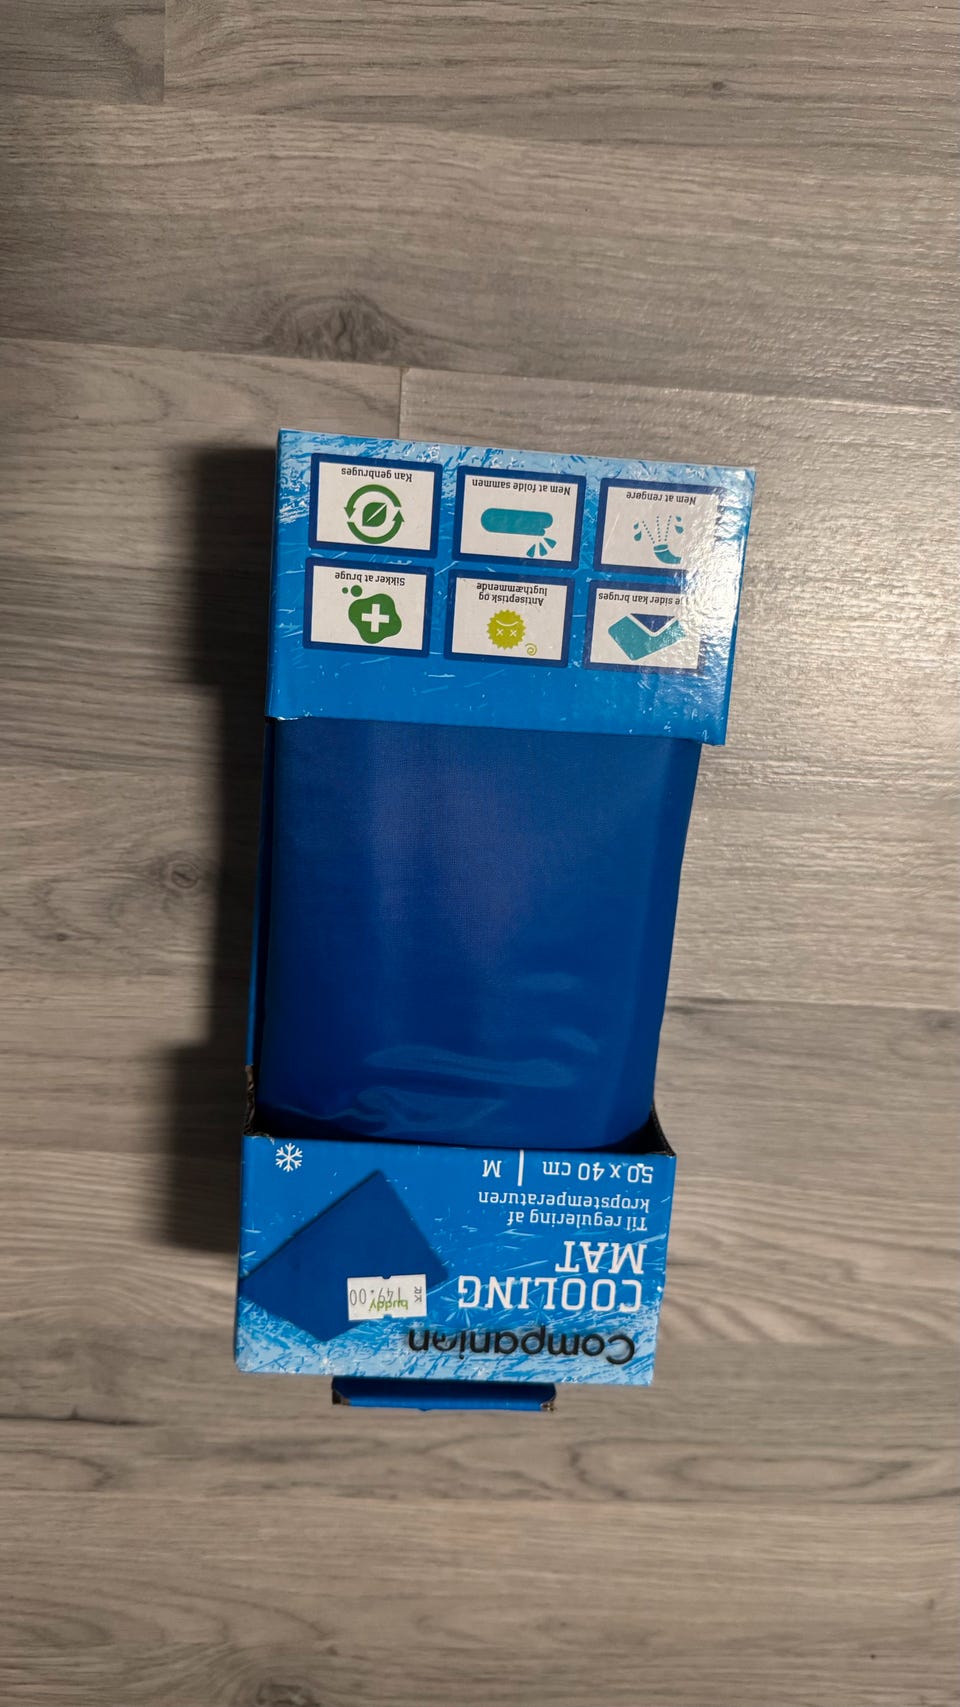 Companion
COOLING
MAT
Til regulering af
kropstemperaturen
50 x 40 cm | M
buddy
149.00
sider kan bruges
Antiseptisk og
lugthæmmende
Sikker at bruge
Nem at rengøre
Nem at folde sammen
Kan genbruges